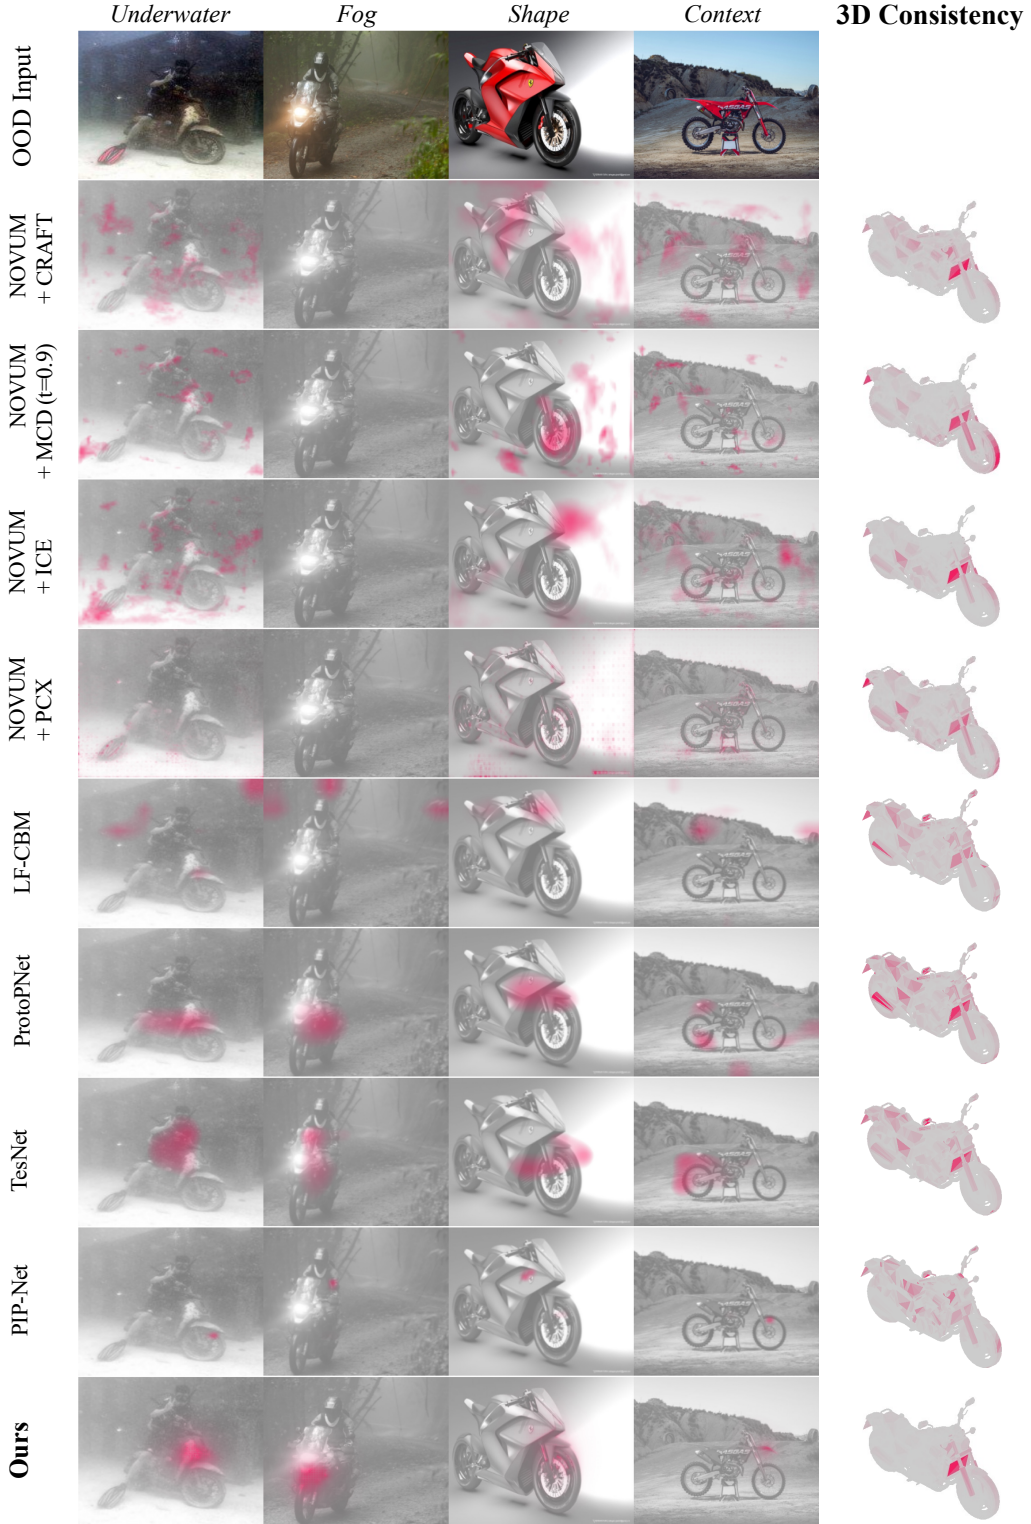 Underwater Fog Shape Context 3D Consistency
OOD Input
NOVUM
+ CRAFT
NOVUM
+ MCD (t=0.9)
NOVUM
+ ICE
NOVUM
+ PCX
LF-CBM
ProtoPNet
TesNet
PIP-Net
Ours